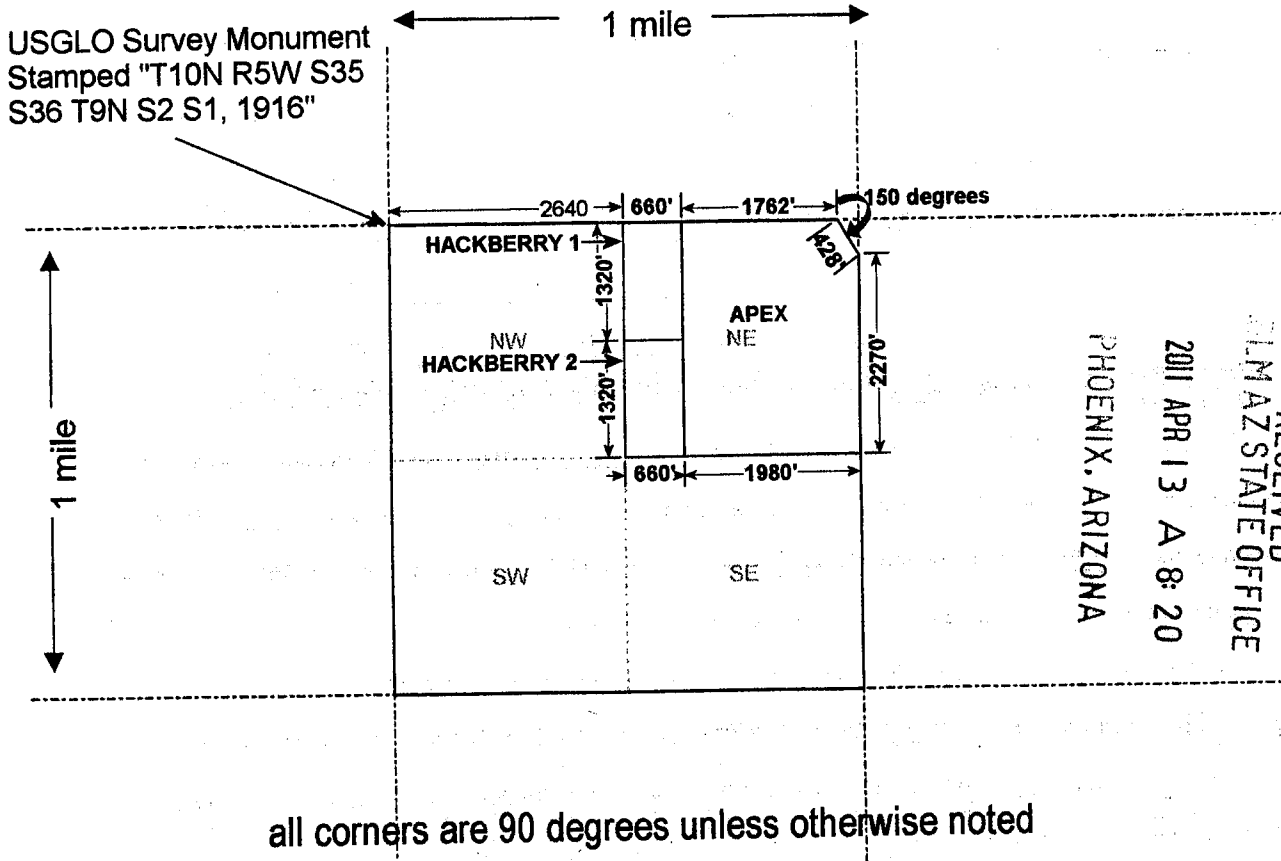 1 mile
USGLO Survey Monument
Stamped "T10N R5W S35
S36 T9N S2 S1, 1916"
2640
660'
1762'
150 degrees
428'
HACKBERRY 1
1320'
APEX
NW
NE
HACKBERRY 2
1320'
2270'
660'
1980'
1 mile
SW
SE
RECEIVED
AZ STATE OFFICE
2011 APR 13 A 8:20
PHOENIX, ARIZONA
all corners are 90 degrees unless otherwise noted